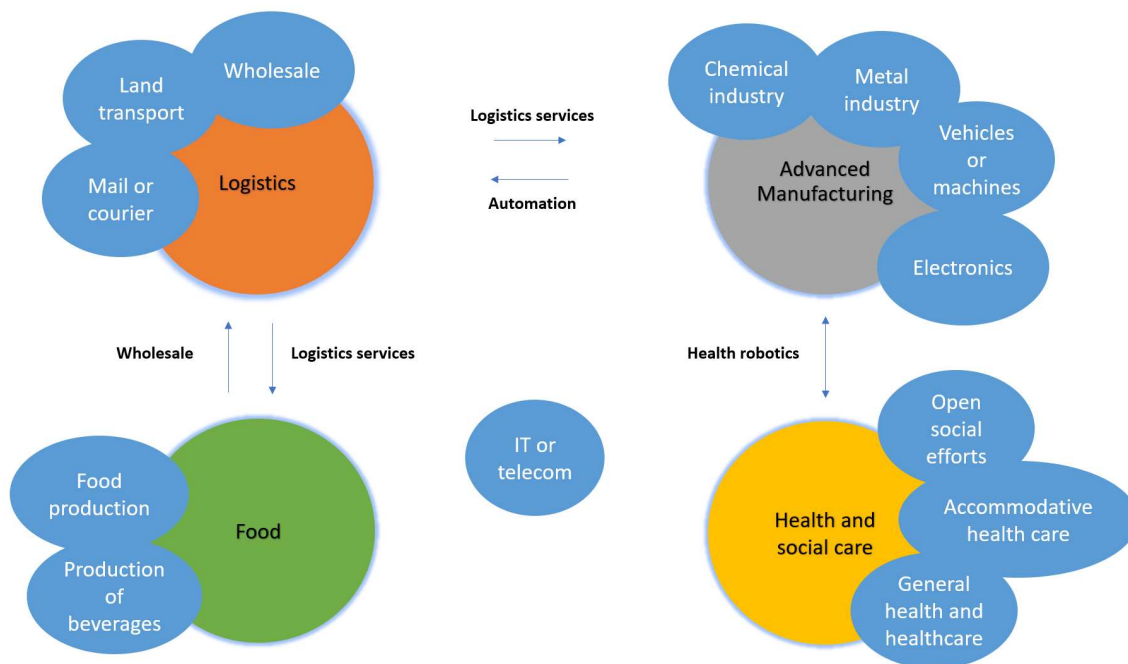 Wholesale
Land
transport
Mail or
courier
Logistics
Logistics services
Automation
Chemical
industry
Metal
industry
Vehicles
or
machines
Advanced
Manufacturing
Electronics
Wholesale
Logistics services
Health robotics
Food
production
Production
of
beverages
Food
IT or
telecom
Open
social
efforts
Accommodative
health care
Health and
social care
General
health and
healthcare